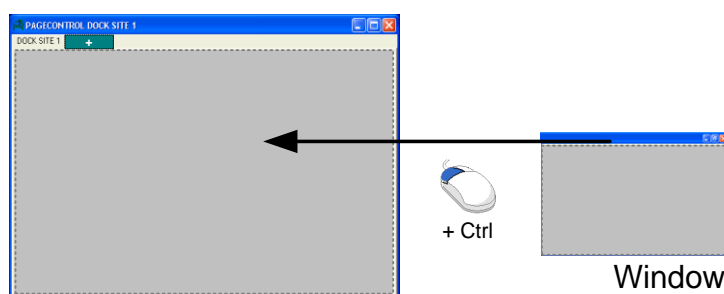 PAGECONTROL DOCK SITE 1
DOCK SITE 1 +
+ Ctrl
Window